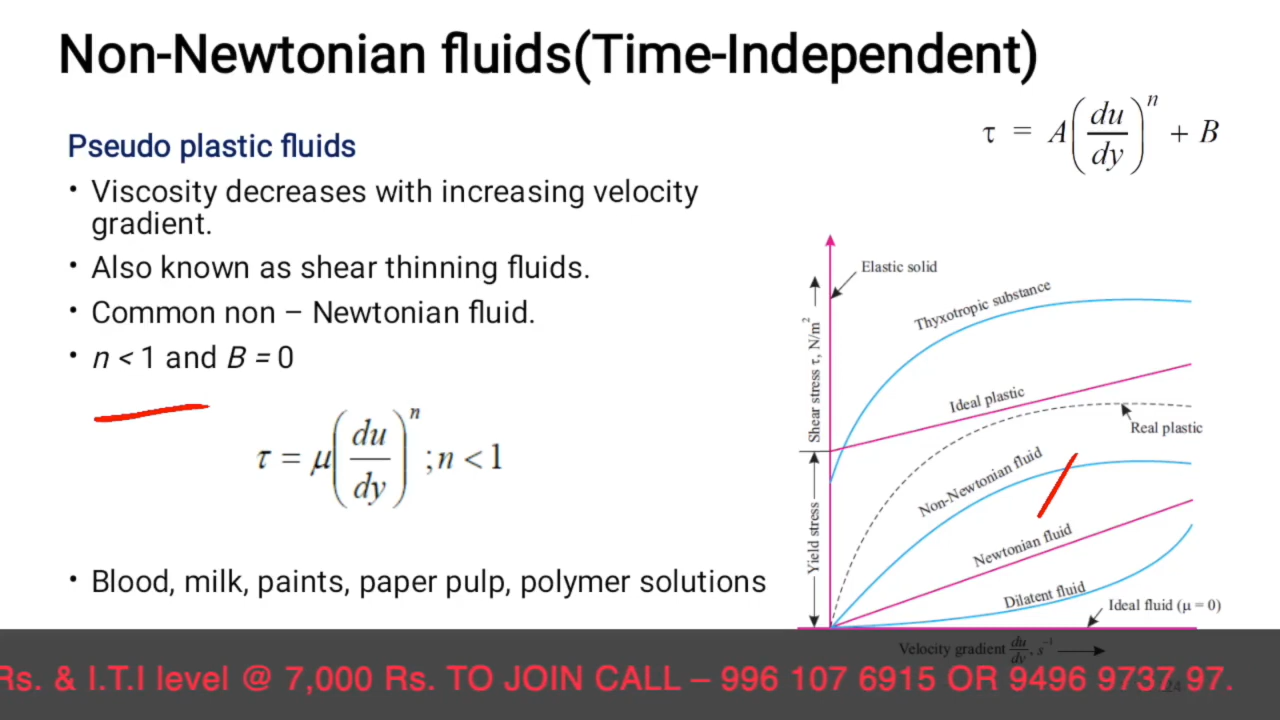 Non-Newtonian fluids(Time-Independent)
τ = A(du/dy)^n + B
Pseudo plastic fluids
• Viscosity decreases with increasing velocity
gradient.
• Also known as shear thinning fluids.
• Common non – Newtonian fluid.
• n < 1 and B = 0
τ = μ(du/dy)^n ; n < 1
• Blood, milk, paints, paper pulp, polymer solutions
Elastic solid
Thyxotropic substance
Shear stress τ, N/m²
Ideal plastic
Real plastic
Non-Newtonian fluid
Yield stress
Newtonian fluid
Dilatent fluid
Ideal fluid (μ = 0)
Velocity gradient du/dy, s⁻¹
Rs. & I.T.I level @ 7,000 Rs. TO JOIN CALL – 996 107 6915 OR 9496 9737 97.
24